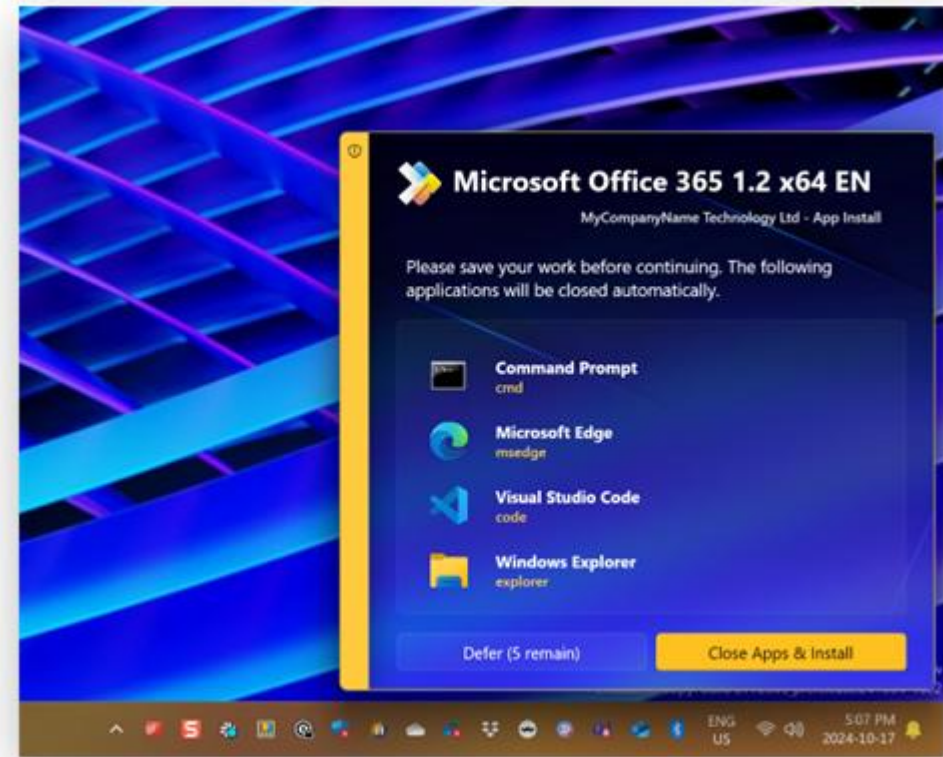 Microsoft Office 365 1.2 x64 EN
MyCompanyName Technology Ltd - App Install
Please save your work before continuing. The following
applications will be closed automatically.
Command Prompt
cmd
Microsoft Edge
msedge
Visual Studio Code
code
Windows Explorer
explorer
Defer (5 remain)
Close Apps & Install
ENG
US
5:07 PM
2024-10-17